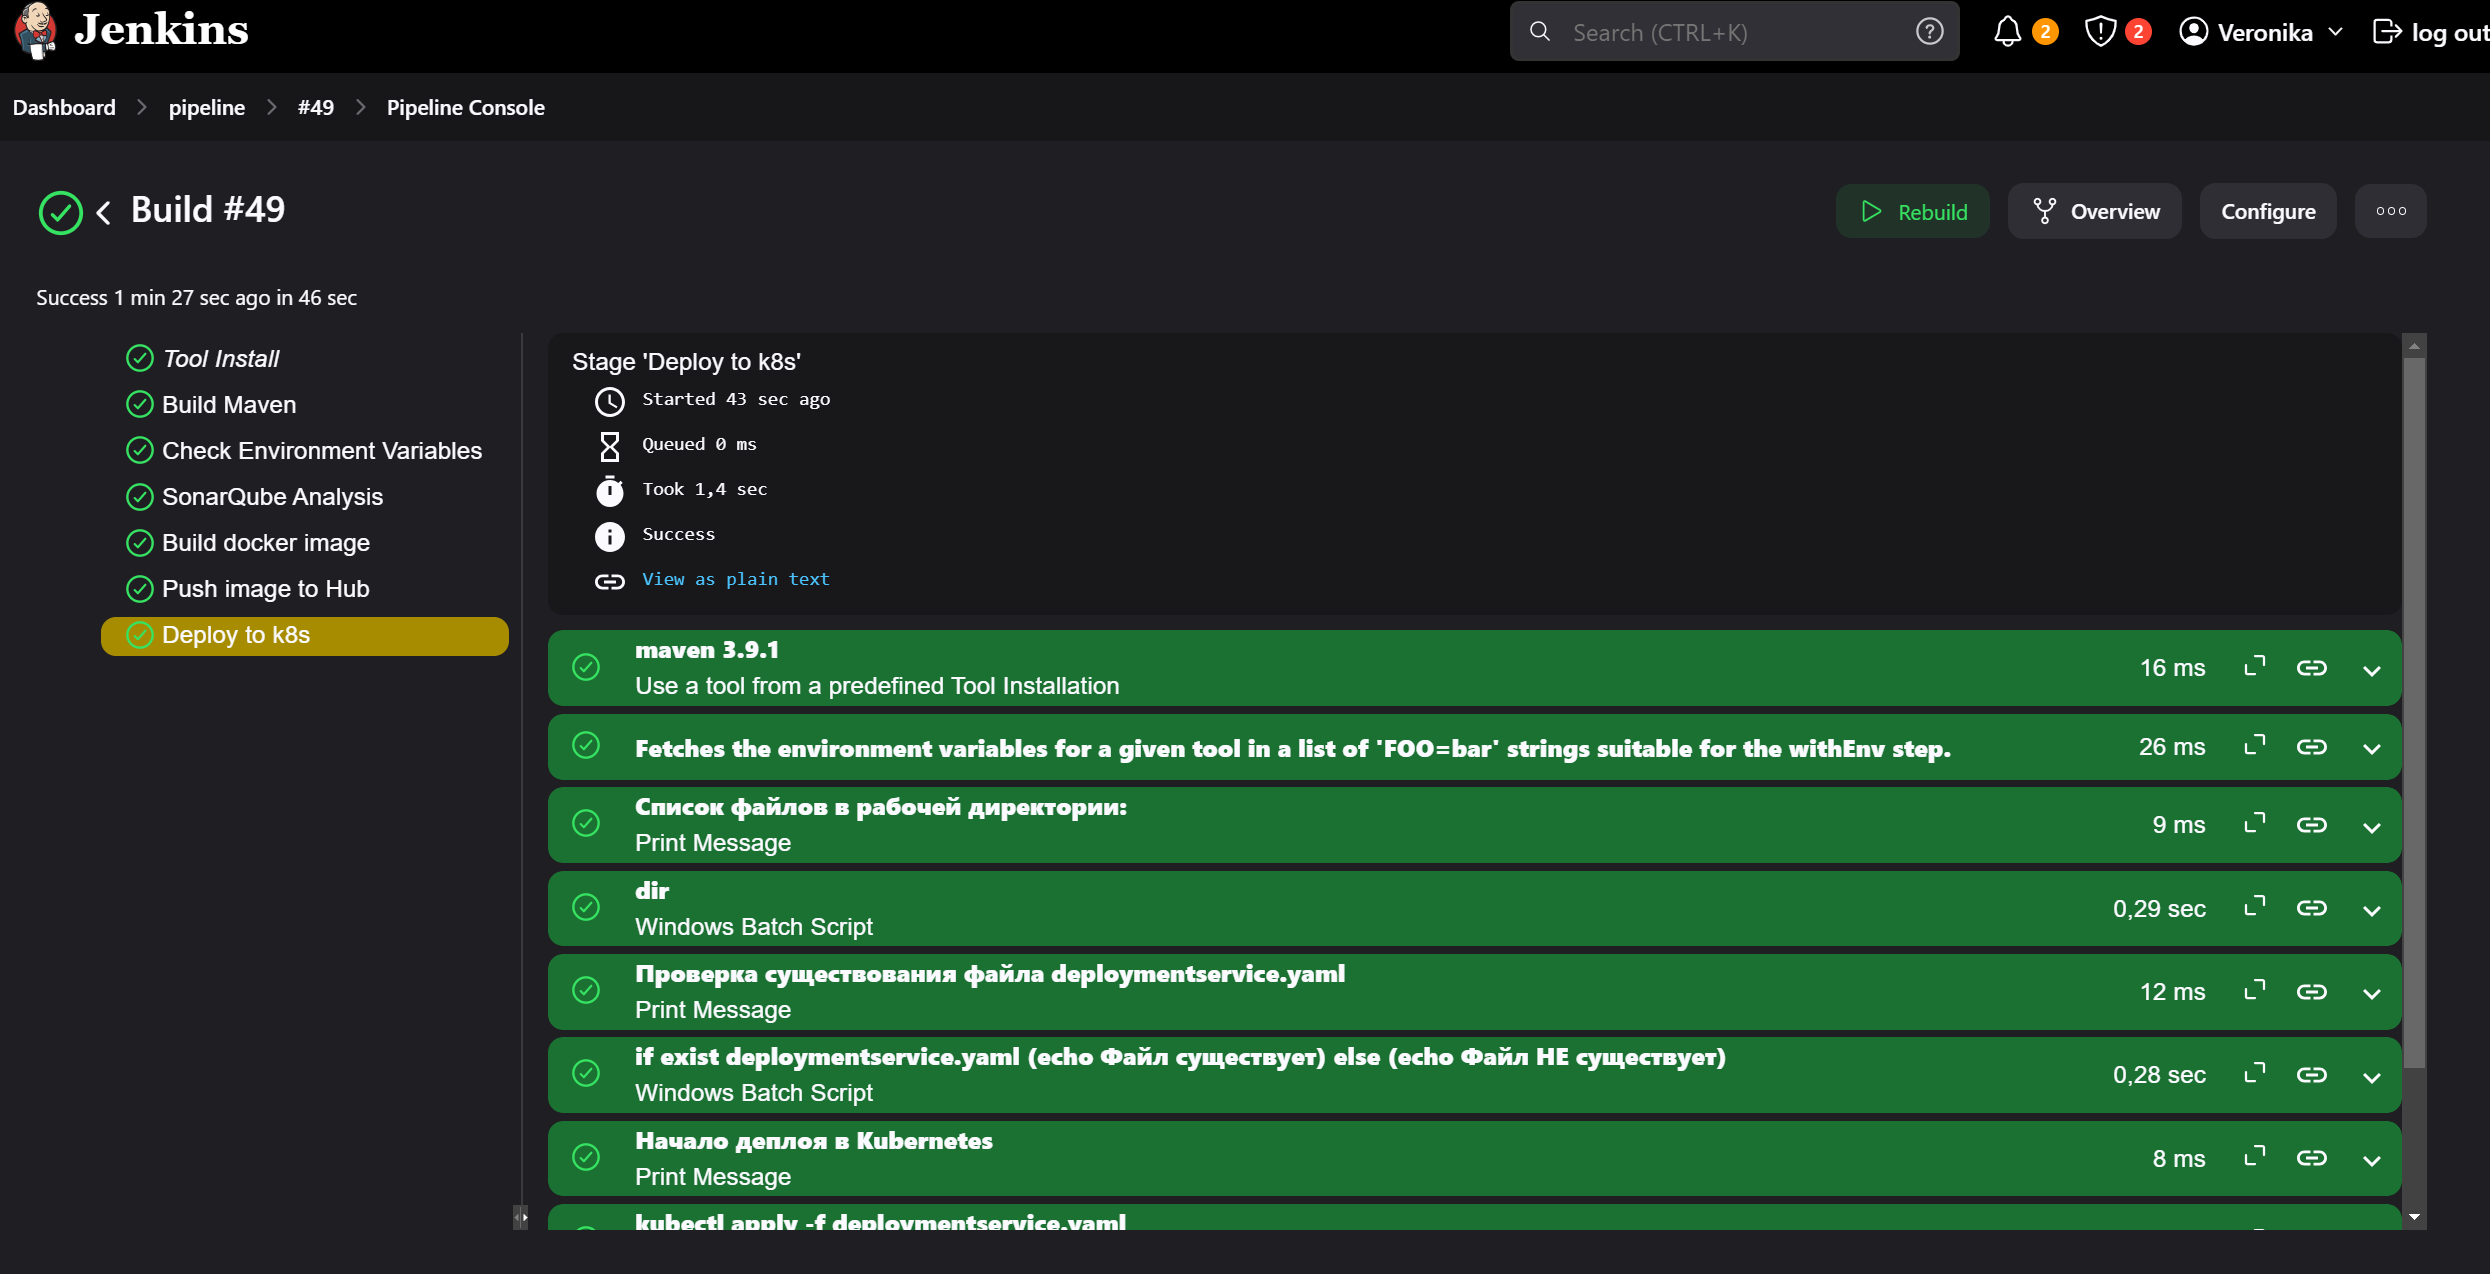 Jenkins
Search (CTRL+K)
2
2
Veronika
log out
Dashboard
pipeline
#49
Pipeline Console
Build #49
Rebuild
Overview
Configure
Success 1 min 27 sec ago in 46 sec
Tool Install
Build Maven
Check Environment Variables
SonarQube Analysis
Build docker image
Push image to Hub
Deploy to k8s
Stage 'Deploy to k8s'
Started 43 sec ago
Queued 0 ms
Took 1,4 sec
Success
View as plain text
maven 3.9.1
Use a tool from a predefined Tool Installation
16 ms
Fetches the environment variables for a given tool in a list of 'FOO=bar' strings suitable for the withEnv step.
26 ms
Список файлов в рабочей директории:
Print Message
9 ms
dir
Windows Batch Script
0,29 sec
Проверка существования файла deploymentservice.yaml
Print Message
12 ms
if exist deploymentservice.yaml (echo Файл существует) else (echo Файл НЕ существует)
Windows Batch Script
0,28 sec
Начало деплоя в Kubernetes
Print Message
8 ms
kubectl apply -f deploymentservice.yaml